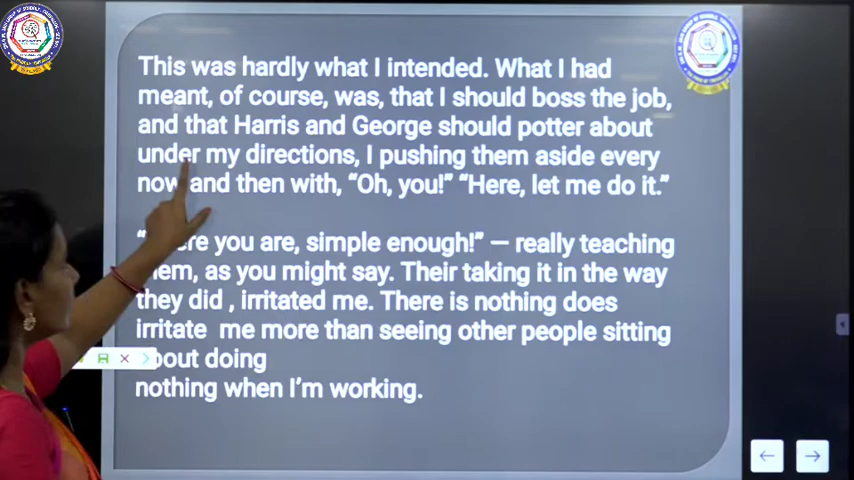 This was hardly what I intended. What I had
meant, of course, was, that I should boss the job,
and that Harris and George should potter about
under my directions, I pushing them aside every
now and then with, “Oh, you!” “Here, let me do it.”
you are, simple enough!” — really teaching
them, as you might say. Their taking it in the way
they did , irritated me. There is nothing does
irritate me more than seeing other people sitting
about doing
nothing when I’m working.